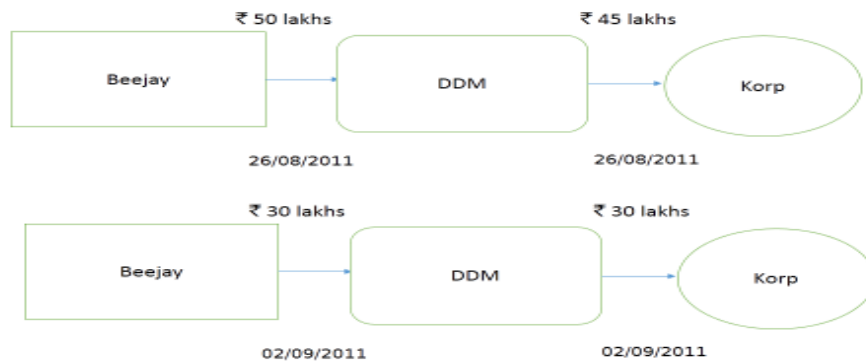 ₹ 50 lakhs ₹ 45 lakhs
Beejay DDM Korp
26/08/2011 26/08/2011
₹ 30 lakhs ₹ 30 lakhs
Beejay DDM Korp
02/09/2011 02/09/2011